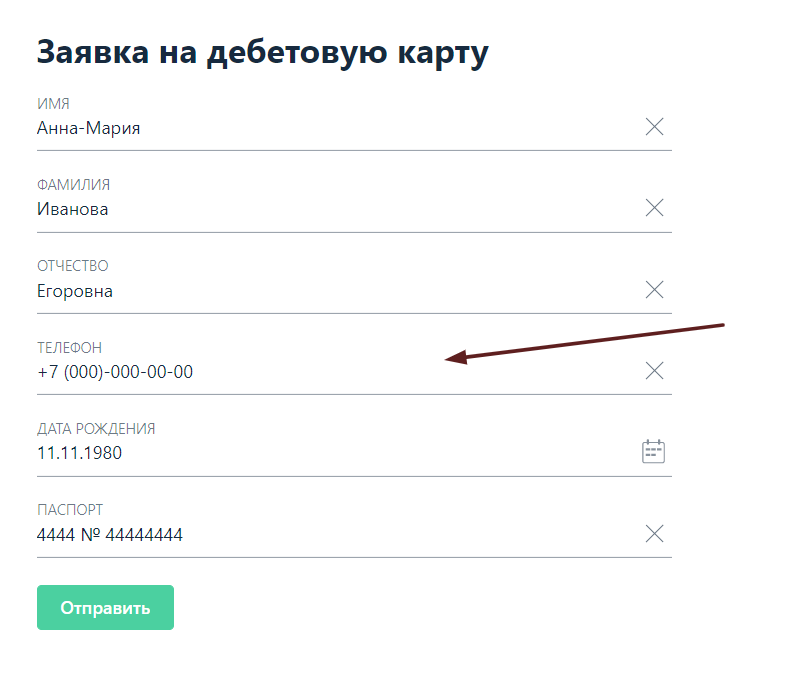 Заявка на дебетовую карту
ИМЯ
Анна-Мария
ФАМИЛИЯ
Иванова
ОТЧЕСТВО
Егоровна
ТЕЛЕФОН
+7 (000)-000-00-00
ДАТА РОЖДЕНИЯ
11.11.1980
ПАСПОРТ
4444 № 44444444
Отправить